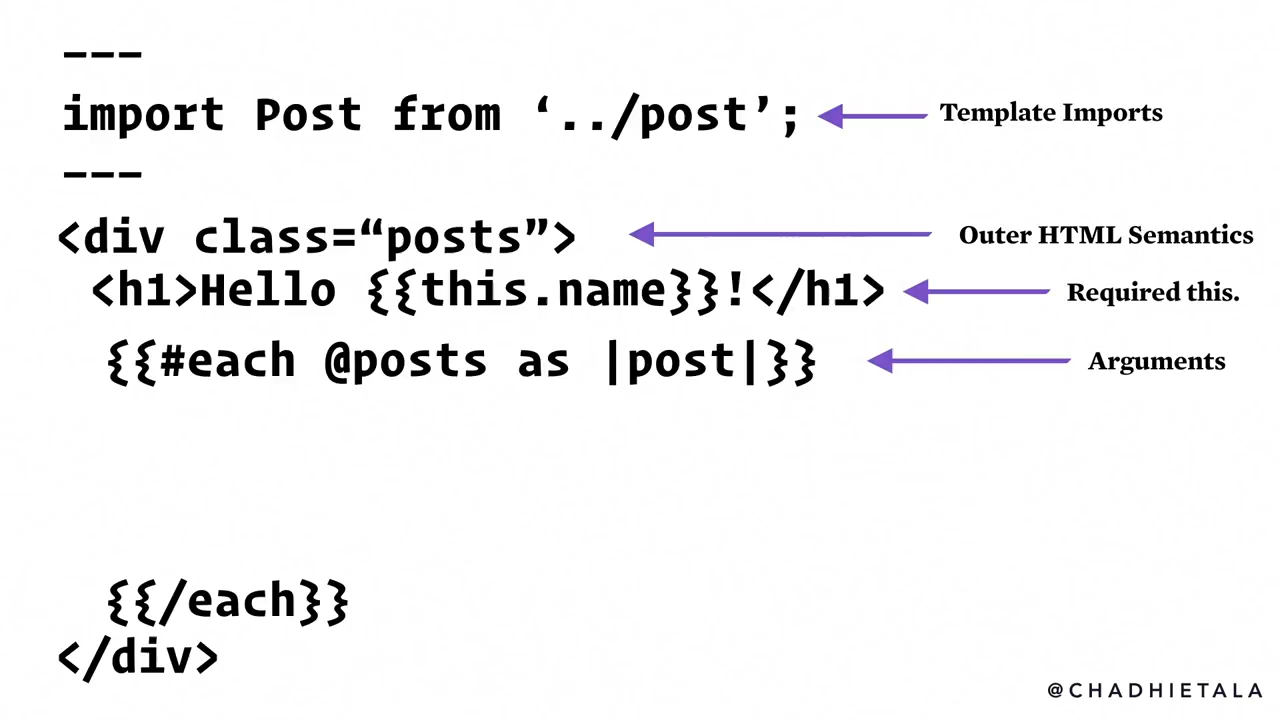 ---
import Post from ‘../post’; Template Imports
---
<div class=“posts”> Outer HTML Semantics
<h1>Hello {{this.name}}!</h1> Required this.
{{#each @posts as |post|}} Arguments
{{/each}}
</div>
@CHADHIETALA